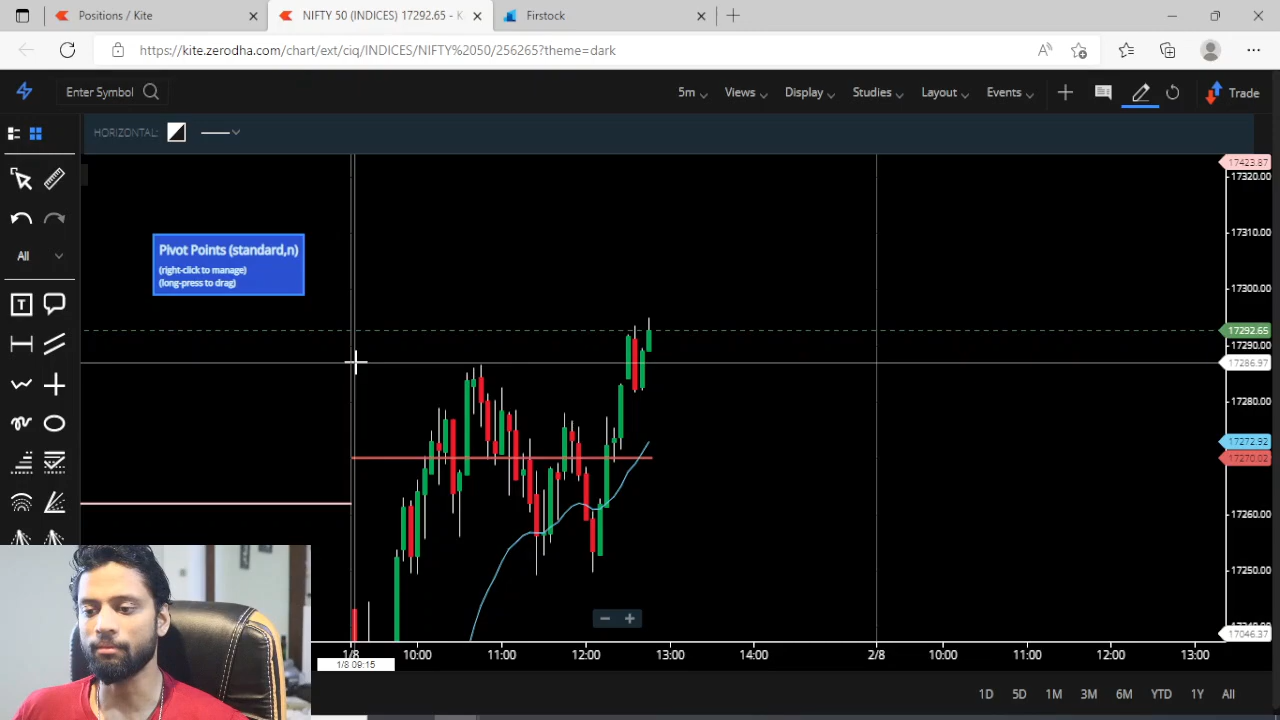 Positions / Kite
NIFTY 50 (INDICES) 17292.65 - K
Firstock
https://kite.zerodha.com/chart/ext/ciq/INDICES/NIFTY%2050/256265?theme=dark
Enter Symbol
5m
Views
Display
Studies
Layout
Events
Trade
HORIZONTAL:
All
T
Pivot Points (standard,n)
(right-click to manage)
(long-press to drag)
17423.87
17320.00
17310.00
17300.00
17292.65
17290.00
17286.97
17280.00
17272.92
17270.02
17260.00
17250.00
17046.37
1/8
10:00
11:00
12:00
13:00
14:00
2/8
10:00
11:00
12:00
13:00
1/8 09:15
1D
5D
1M
3M
6M
YTD
1Y
All